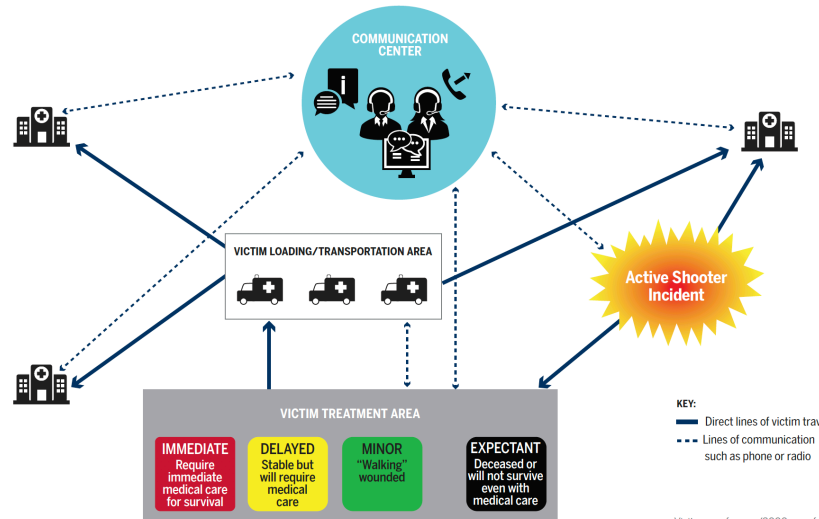 COMMUNICATION
CENTER
i
VICTIM LOADING/TRANSPORTATION AREA
Active Shooter
Incident
VICTIM TREATMENT AREA
IMMEDIATE
Require
immediate
medical care
for survival
DELAYED
Stable but
will require
medical
care
MINOR
"Walking"
wounded
EXPECTANT
Deceased or
will not survive
even with
medical care
KEY:
Direct lines of victim
Lines of communication
such as phone or radio